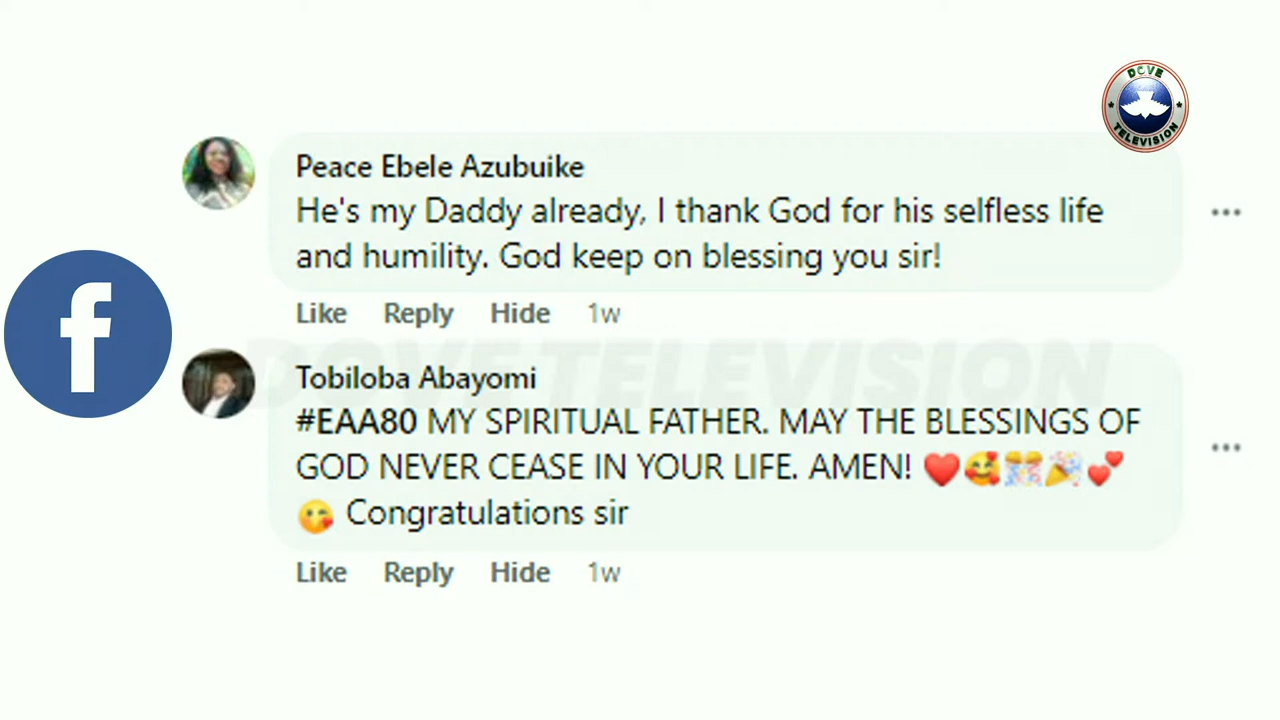 DOVE
TELEVISION
Peace Ebele Azubuike
He's my Daddy already, I thank God for his selfless life
and humility. God keep on blessing you sir!
Like Reply Hide 1w
f
DOVE TELEVISION
Tobiloba Abayomi
#EAA80 MY SPIRITUAL FATHER. MAY THE BLESSINGS OF
GOD NEVER CEASE IN YOUR LIFE. AMEN! ❤️🥰🎊🎉💕
😘 Congratulations sir
Like Reply Hide 1w